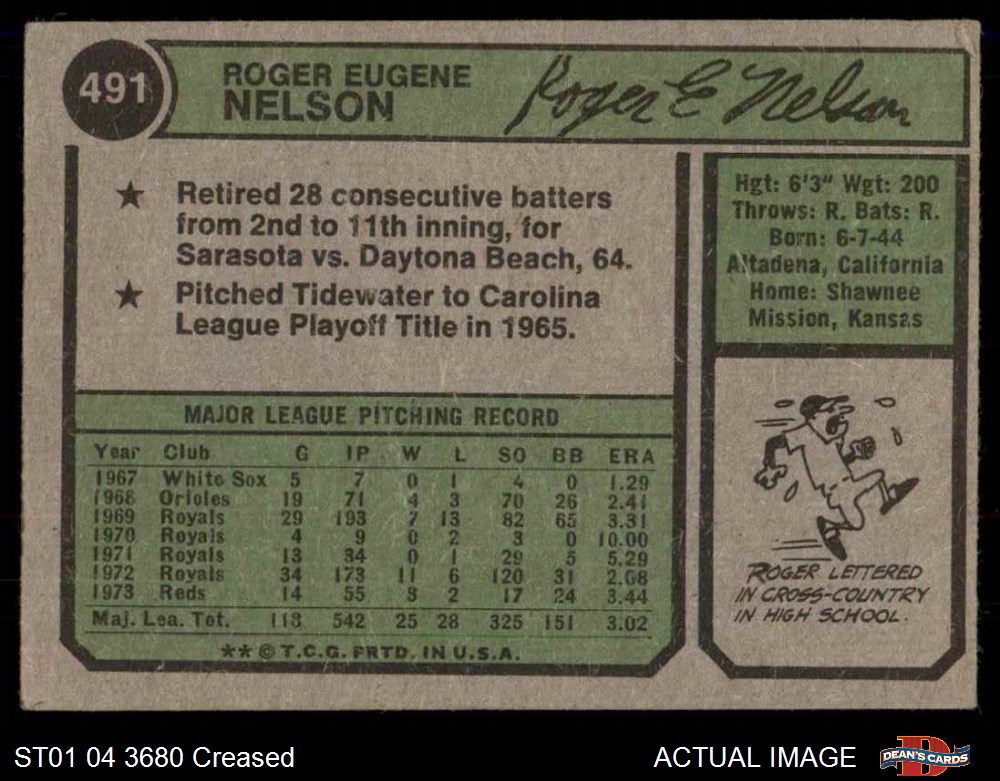 491
ROGER EUGENE
NELSON
Roger E Nelson
★ Retired 28 consecutive batters
from 2nd to 11th inning, for
Sarasota vs. Daytona Beach, 64.
★ Pitched Tidewater to Carolina
League Playoff Title in 1965.
Hgt: 6'3" Wgt: 200
Throws: R. Bats: R.
Born: 6-7-44
Altadena, California
Home: Shawnee
Mission, Kansas
MAJOR LEAGUE PITCHING RECORD
Year Club G IP W L SO BB ERA
1967 White Sox 5 7 0 1 4 0 1.29
1968 Orioles 19 71 4 3 70 26 2.41
1969 Royals 29 193 7 13 82 65 3.31
1970 Royals 4 9 0 2 3 0 10.00
1971 Royals 13 34 0 1 29 5 5.29
1972 Royals 34 173 11 6 120 31 2.08
1973 Reds 14 55 3 2 17 24 3.44
Maj. Lea. Tot. 118 542 25 28 325 151 3.02
** © T.C.G. PRTD. IN U.S.A.
ROGER LETTERED
IN CROSS-COUNTRY
IN HIGH SCHOOL.
ST01 04 3680 Creased
ACTUAL IMAGE
DEAN'S CARDS